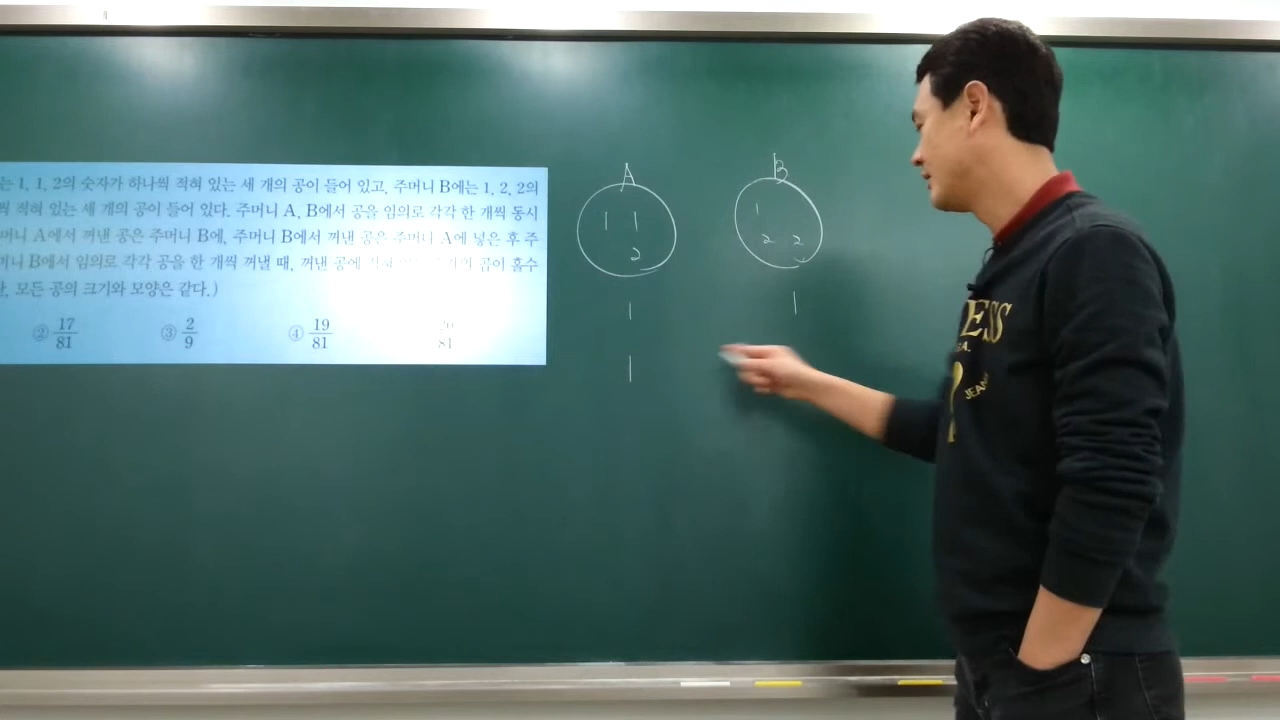 는 1, 1, 2의 숫자가 하나씩 적혀 있는 세 개의 공이 들어 있고, 주머니 B에는 1, 2, 2의
씩 적혀 있는 세 개의 공이 들어 있다. 주머니 A, B에서 공을 임의로 각각 한 개씩 동시
머니 A에서 꺼낸 공은 주머니 B에, 주머니 B에서 꺼낸 공은 주머니 A에 넣은 후 주
머니 B에서 임의로 각각 공을 한 개씩 꺼낼 때, 꺼낸 공에 곱이 홀수
모든 공의 크기와 모양은 같다.)
② 17/81 ③ 2/9 ④ 19/81 20/81
A B
1 1 1
2 2 2
1 1
1
ESS
JEAN